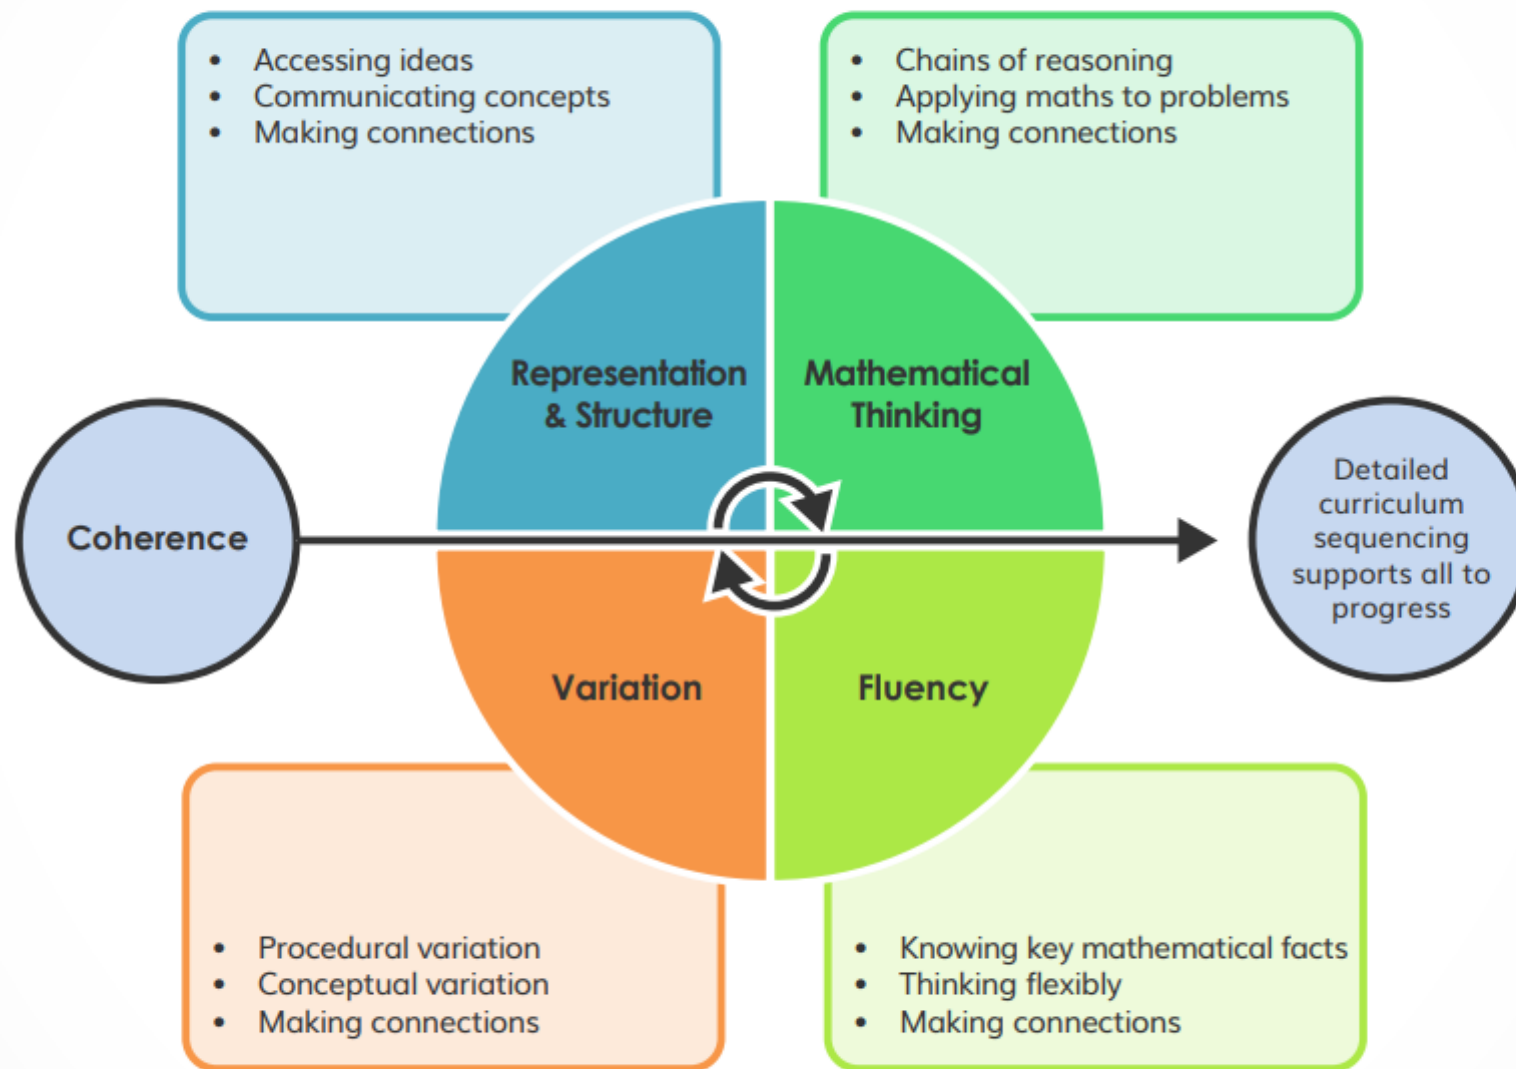 • Accessing ideas
• Communicating concepts
• Making connections
• Chains of reasoning
• Applying maths to problems
• Making connections
Representation
& Structure
Mathematical
Thinking
Coherence
Detailed
curriculum
sequencing
supports all to
progress
Variation
Fluency
• Procedural variation
• Conceptual variation
• Making connections
• Knowing key mathematical facts
• Thinking flexibly
• Making connections